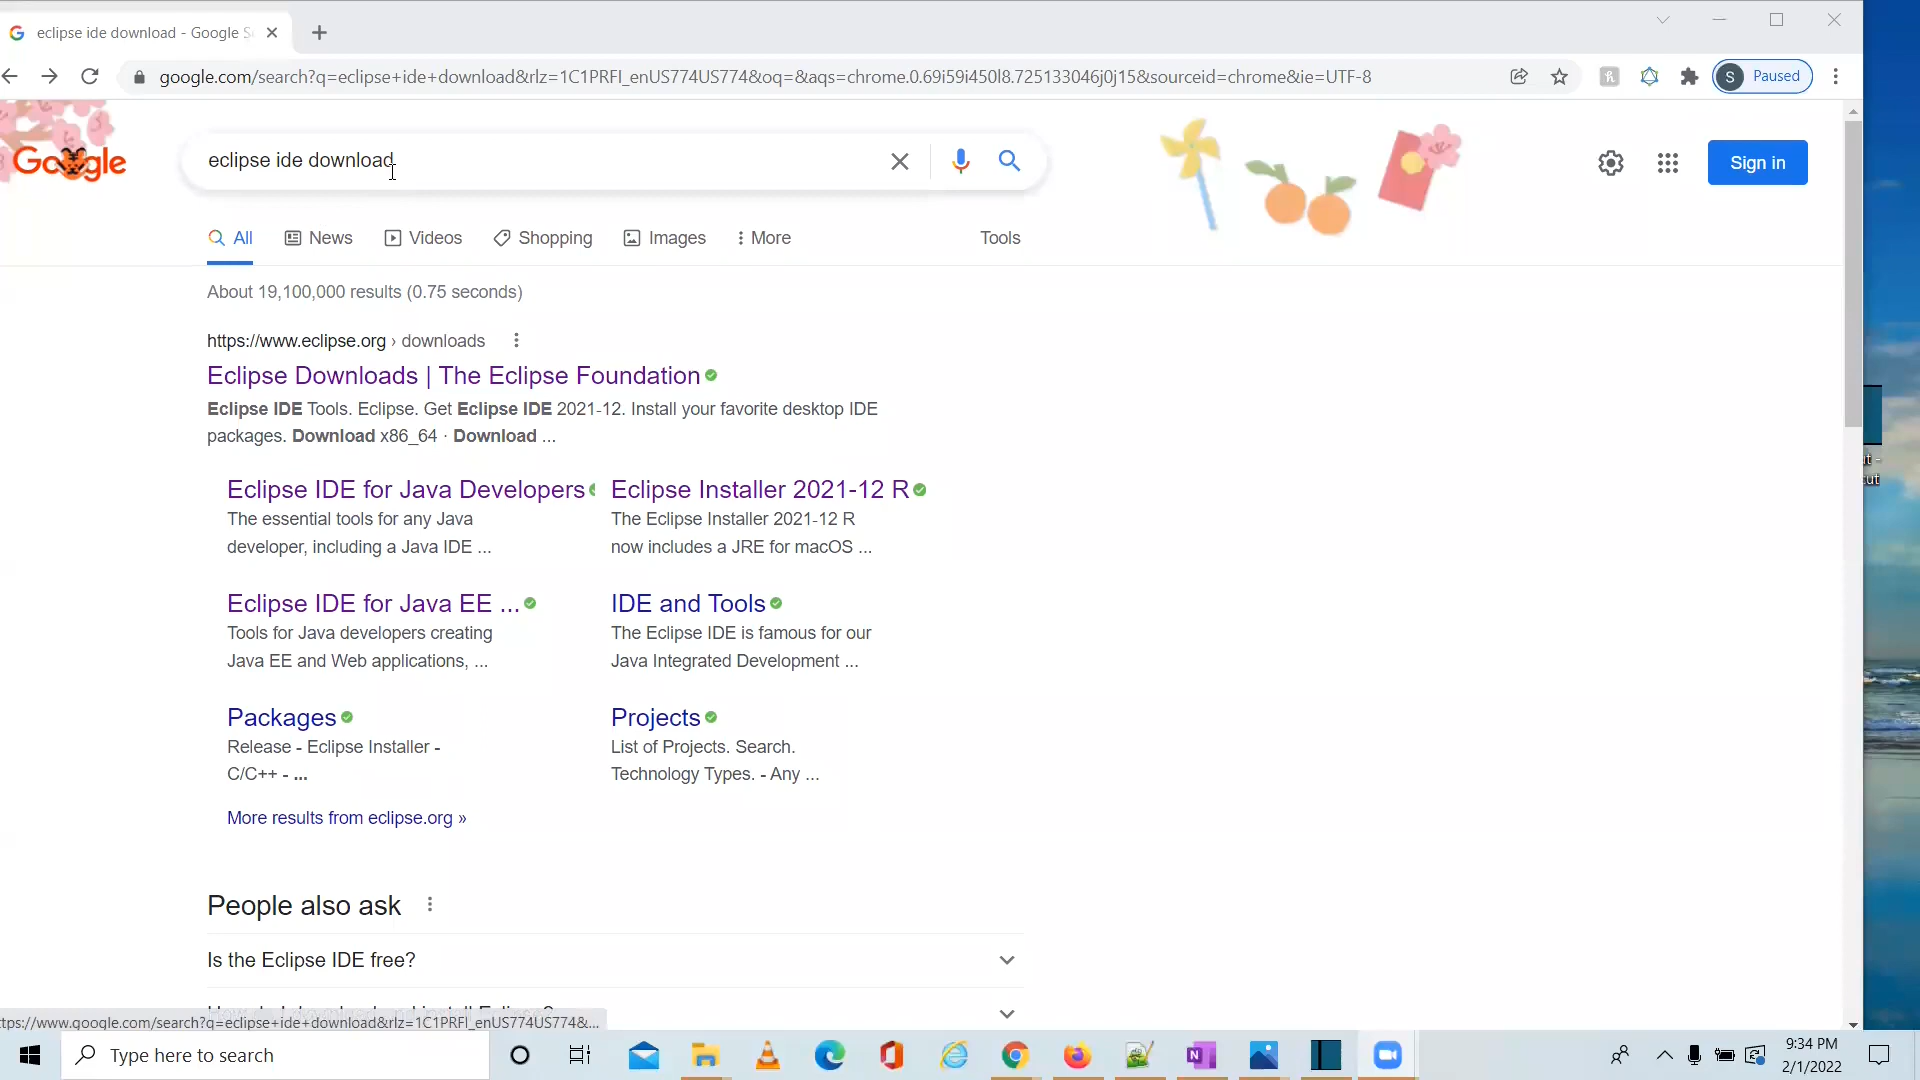 eclipse ide download - Google S
google.com/search?q=eclipse+ide+download&rlz=1C1PRFI_enUS774US774&oq=&aqs=chrome.0.69i59i450l8.725133046j0j15&sourceid=chrome&ie=UTF-8
S Paused
Google
eclipse ide download
Sign in
All News Videos Shopping Images More Tools
About 19,100,000 results (0.75 seconds)
https://www.eclipse.org › downloads
Eclipse Downloads | The Eclipse Foundation
Eclipse IDE Tools. Eclipse. Get Eclipse IDE 2021-12. Install your favorite desktop IDE
packages. Download x86_64 · Download ...
Eclipse IDE for Java Developers
The essential tools for any Java
developer, including a Java IDE ...
Eclipse Installer 2021-12 R
The Eclipse Installer 2021-12 R
now includes a JRE for macOS ...
Eclipse IDE for Java EE ...
Tools for Java developers creating
Java EE and Web applications, ...
IDE and Tools
The Eclipse IDE is famous for our
Java Integrated Development ...
Packages
Release - Eclipse Installer -
C/C++ - ...
Projects
List of Projects. Search.
Technology Types. - Any ...
More results from eclipse.org »
People also ask
Is the Eclipse IDE free?
tps://www.google.com/search?q=eclipse+ide+download&rlz=1C1PRFI_enUS774US774&...
Type here to search
9:34 PM
2/1/2022